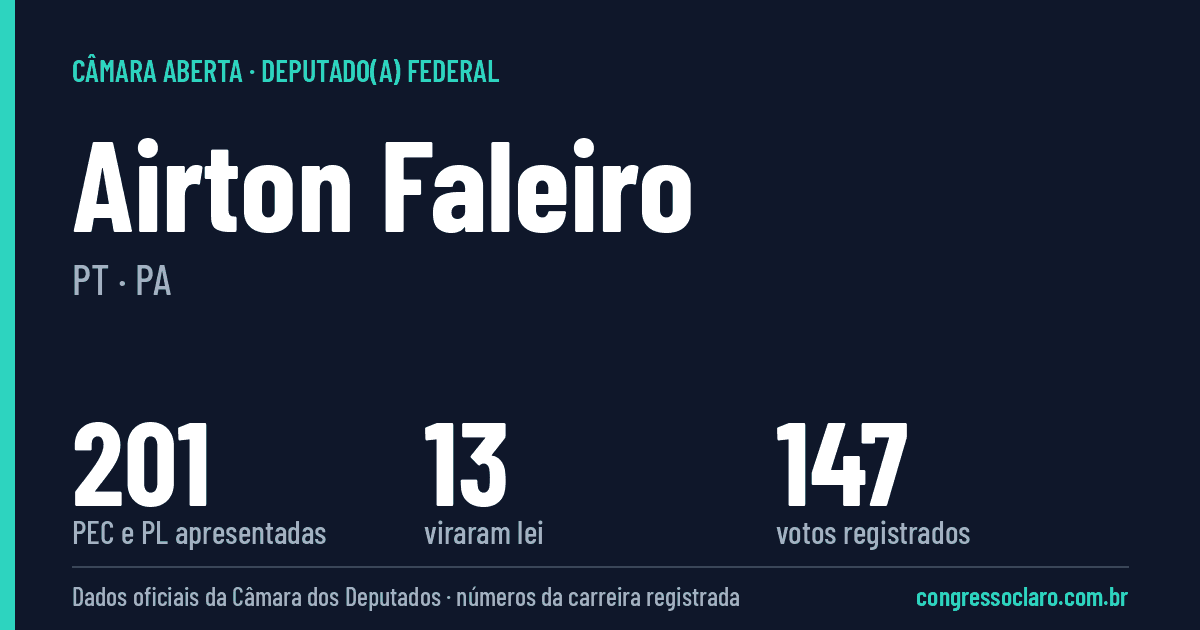 CÂMARA ABERTA · DEPUTADO(A) FEDERAL
Airton Faleiro
PT · PA
201 13 147
PEC e PL apresentadas viraram lei votos registrados
Dados oficiais da Câmara dos Deputados · números da carreira registrada congressoclaro.com.br